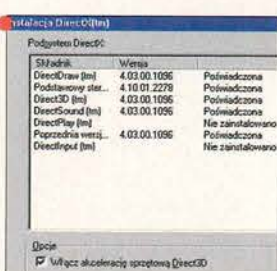 Instalacja DirectX(tm)
Podsystem DirectX:
Składnik Wersja
DirectDraw (tm) 4.03.00.1096 Poświadczona
Podstawowy ster... 4.10.01.2278 Poświadczona
Direct3D (tm) 4.03.00.1096 Poświadczona
DirectSound (tm) 4.03.00.1096 Poświadczona
DirectPlay (tm) Nie zainstalowano
Poprzednia wersj... 4.03.00.1096 Poświadczona
DirectInput (tm) Nie zainstalowano
Opcje
Włącz akcelerację sprzętową Direct3D